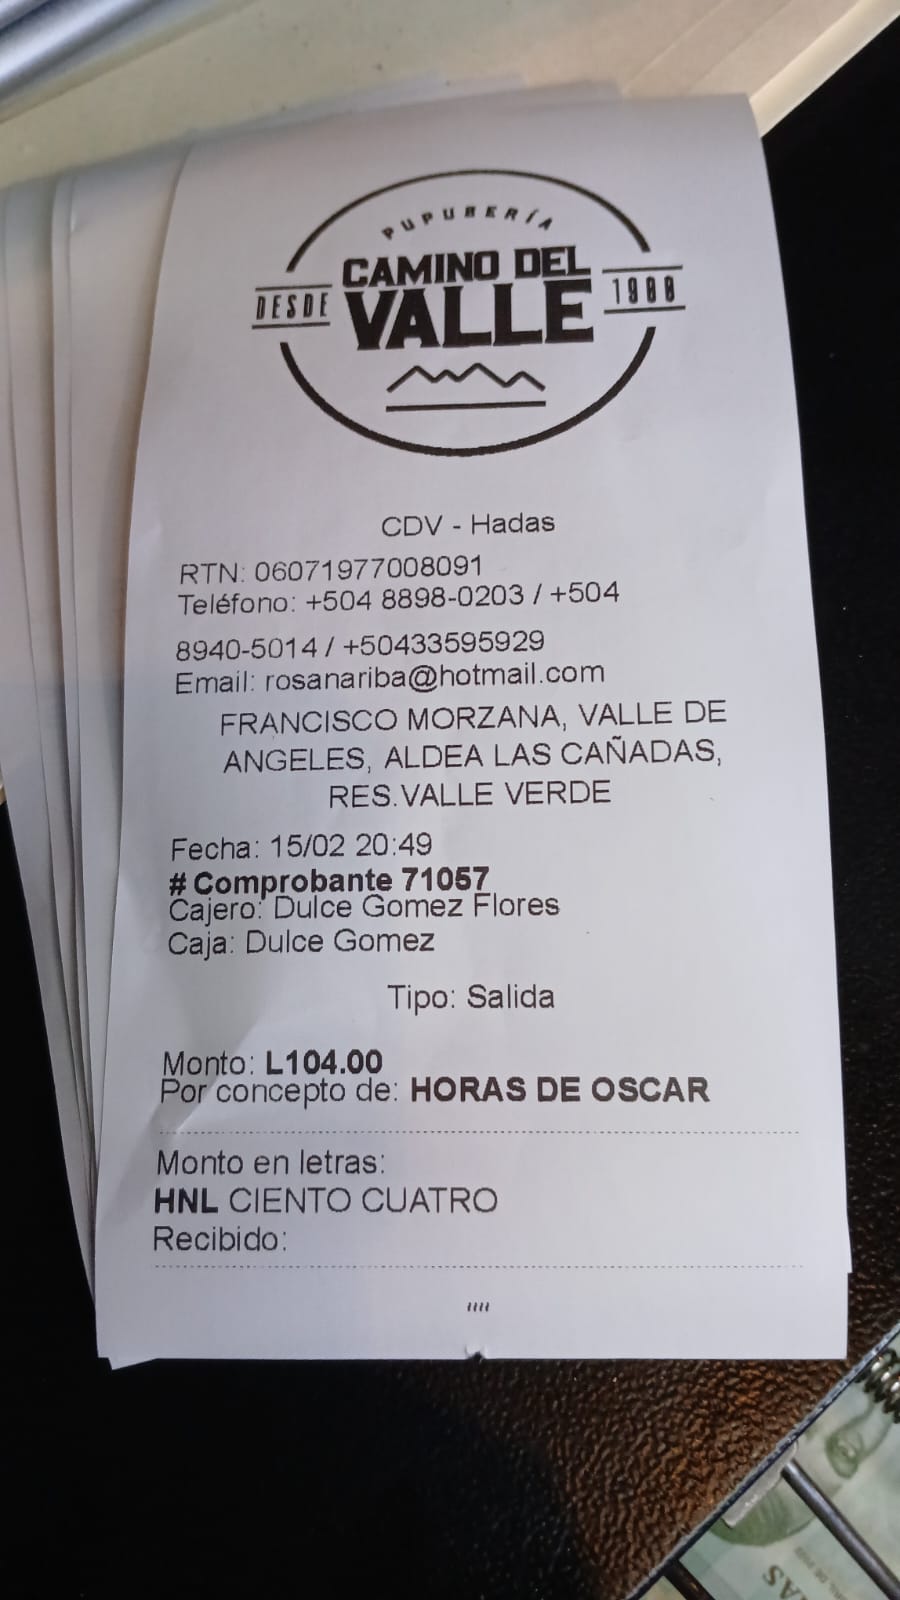 PUPUSERÍA
DESDE CAMINO DEL VALLE 1988
CDV - Hadas
RTN: 06071977008091
Teléfono: +504 8898-0203 / +504
8940-5014 / +50433595929
Email: rosanariba@hotmail.com
FRANCISCO MORZANA, VALLE DE
ANGELES, ALDEA LAS CAÑADAS,
RES.VALLE VERDE
Fecha: 15/02 20:49
# Comprobante 71057
Cajero: Dulce Gomez Flores
Caja: Dulce Gomez
Tipo: Salida
Monto: L104.00
Por concepto de: HORAS DE OSCAR
Monto en letras:
HNL CIENTO CUATRO
Recibido: